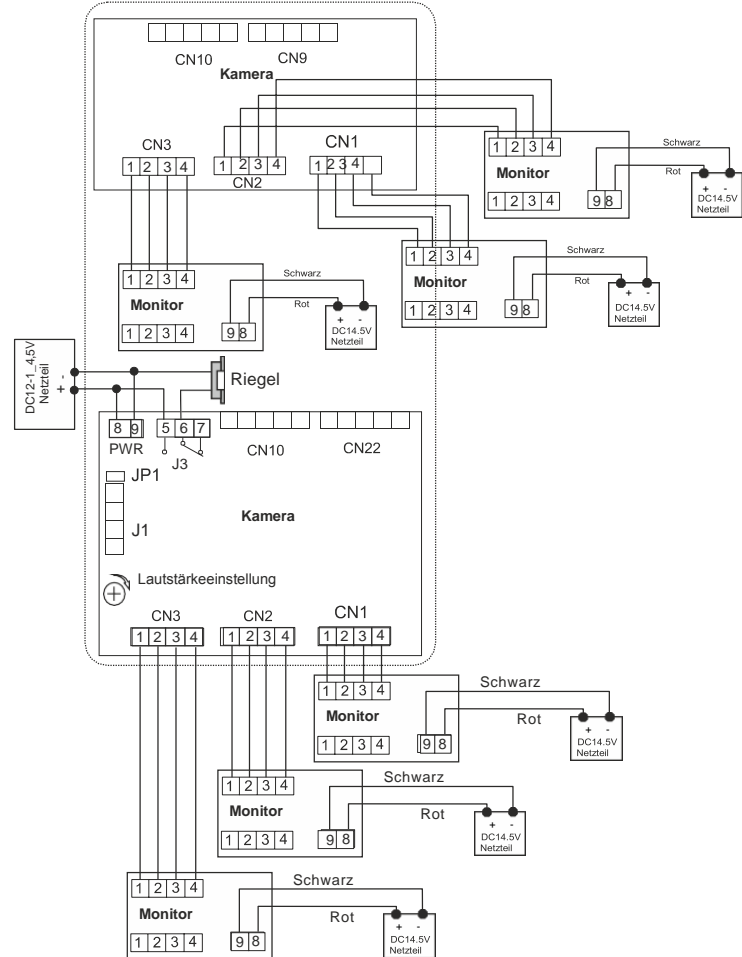 CN10 CN9
Kamera
CN3 CN1
1 2 3 4
1 2 3 4
CN2
1 2 3 4
1 2 3 4
Monitor
1 2 3 4
9 8
Schwarz
Rot
+ -
DC14.5V
Netzteil
1 2 3 4
Monitor
1 2 3 4
9 8
Schwarz
Rot
+ -
DC14.5V
Netzteil
1 2 3 4
Monitor
1 2 3 4
9 8
Schwarz
Rot
+ -
DC14.5V
Netzteil
DC12-1_4,5V
Netzteil
+ -
Riegel
8 9
PWR
5 6 7
J3
CN10 CN22
JP1
J1
Kamera
Lautstärkeeinstellung
CN3 CN2 CN1
1 2 3 4
1 2 3 4
1 2 3 4
1 2 3 4
Monitor
1 2 3 4
9 8
Schwarz
Rot
+ -
DC14.5V
Netzteil
1 2 3 4
Monitor
1 2 3 4
9 8
Schwarz
Rot
+ -
DC14.5V
Netzteil
1 2 3 4
Monitor
1 2 3 4
9 8
Schwarz
Rot
+ -
DC14.5V
Netzteil